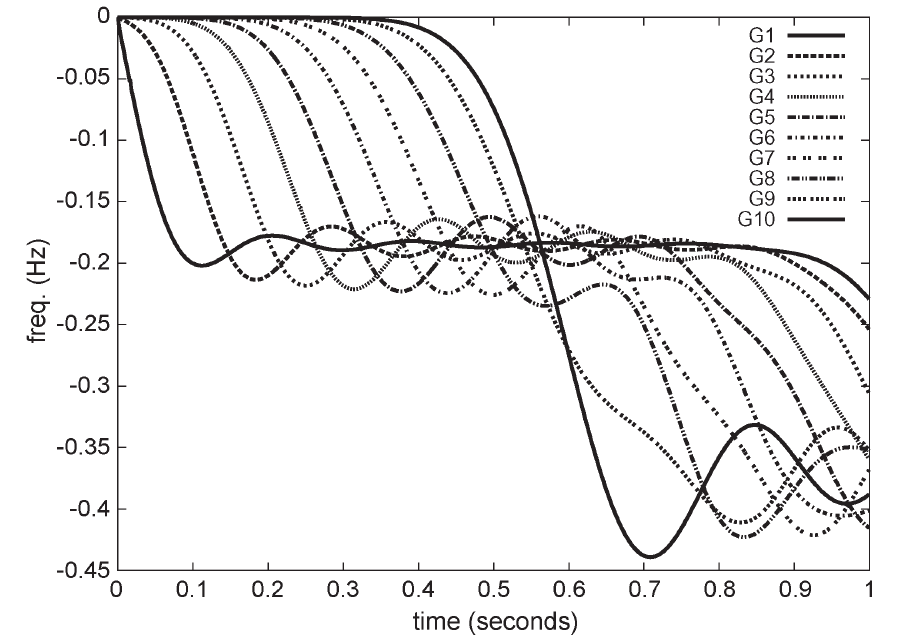 0
-0.05
-0.1
-0.15
-0.2
-0.25
-0.3
-0.35
-0.4
-0.45
freq. (Hz)
G1
G2
G3
G4
G5
G6
G7
G8
G9
G10
0 0.1 0.2 0.3 0.4 0.5 0.6 0.7 0.8 0.9 1
time (seconds)